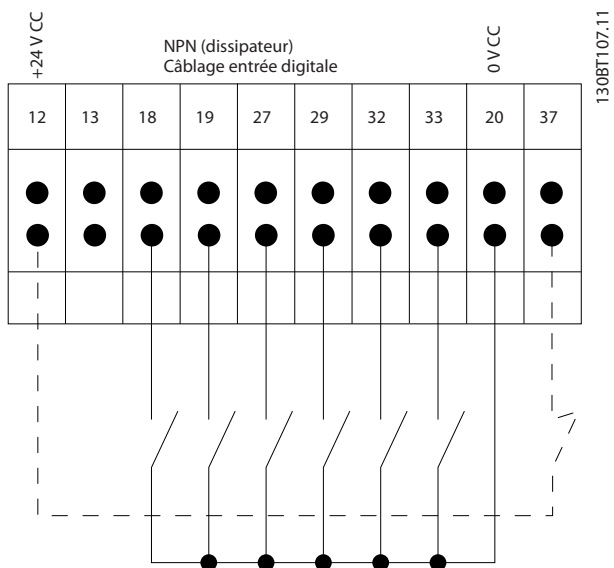 +24 V CC
NPN (dissipateur)
Câblage entrée digitale
0 V CC
130BT107.11
12 13 18 19 27 29 32 33 20 37